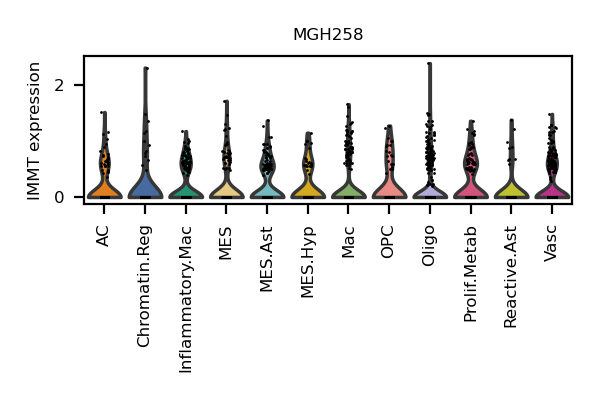 MGH258
IMMT expression
2
0
AC
Chromatin.Reg
Inflammatory.Mac
MES
MES.Ast
MES.Hyp
Mac
OPC
Oligo
Prolif.Metab
Reactive.Ast
Vasc